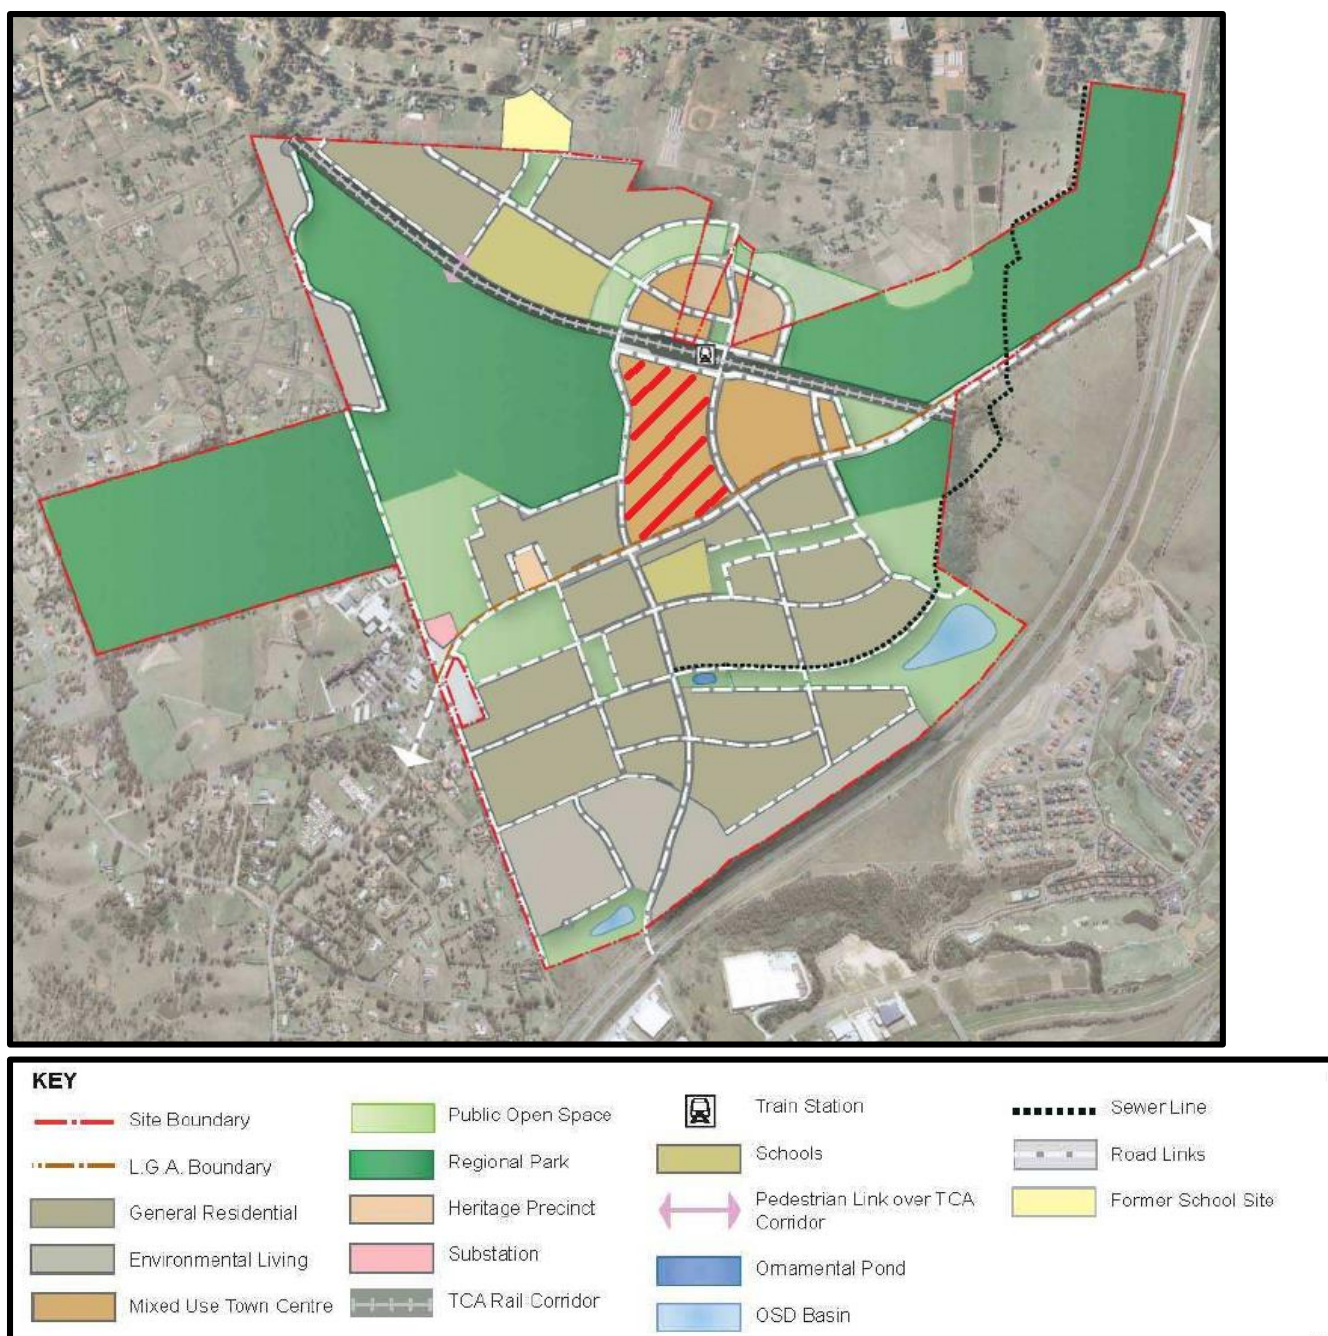 KEY
Site Boundary
L.G.A. Boundary
General Residential
Environmental Living
Mixed Use Town Centre
Public Open Space
Regional Park
Heritage Precinct
Substation
TCA Rail Corridor
Train Station
Schools
Pedestrian Link over TCA
Corridor
Ornamental Pond
OSD Basin
Sewer Line
Road Links
Former School Site